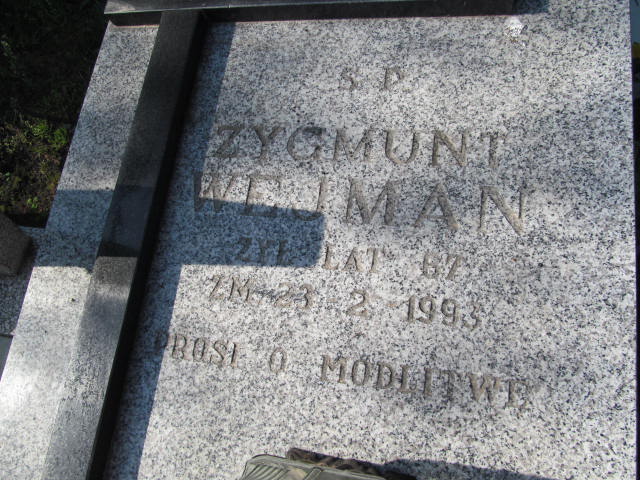 Ś P
ZYGMUNT
WEJMAN
ŻYŁ LAT 67
ZM 23 2 1993
PROSI O MODLITWĘ